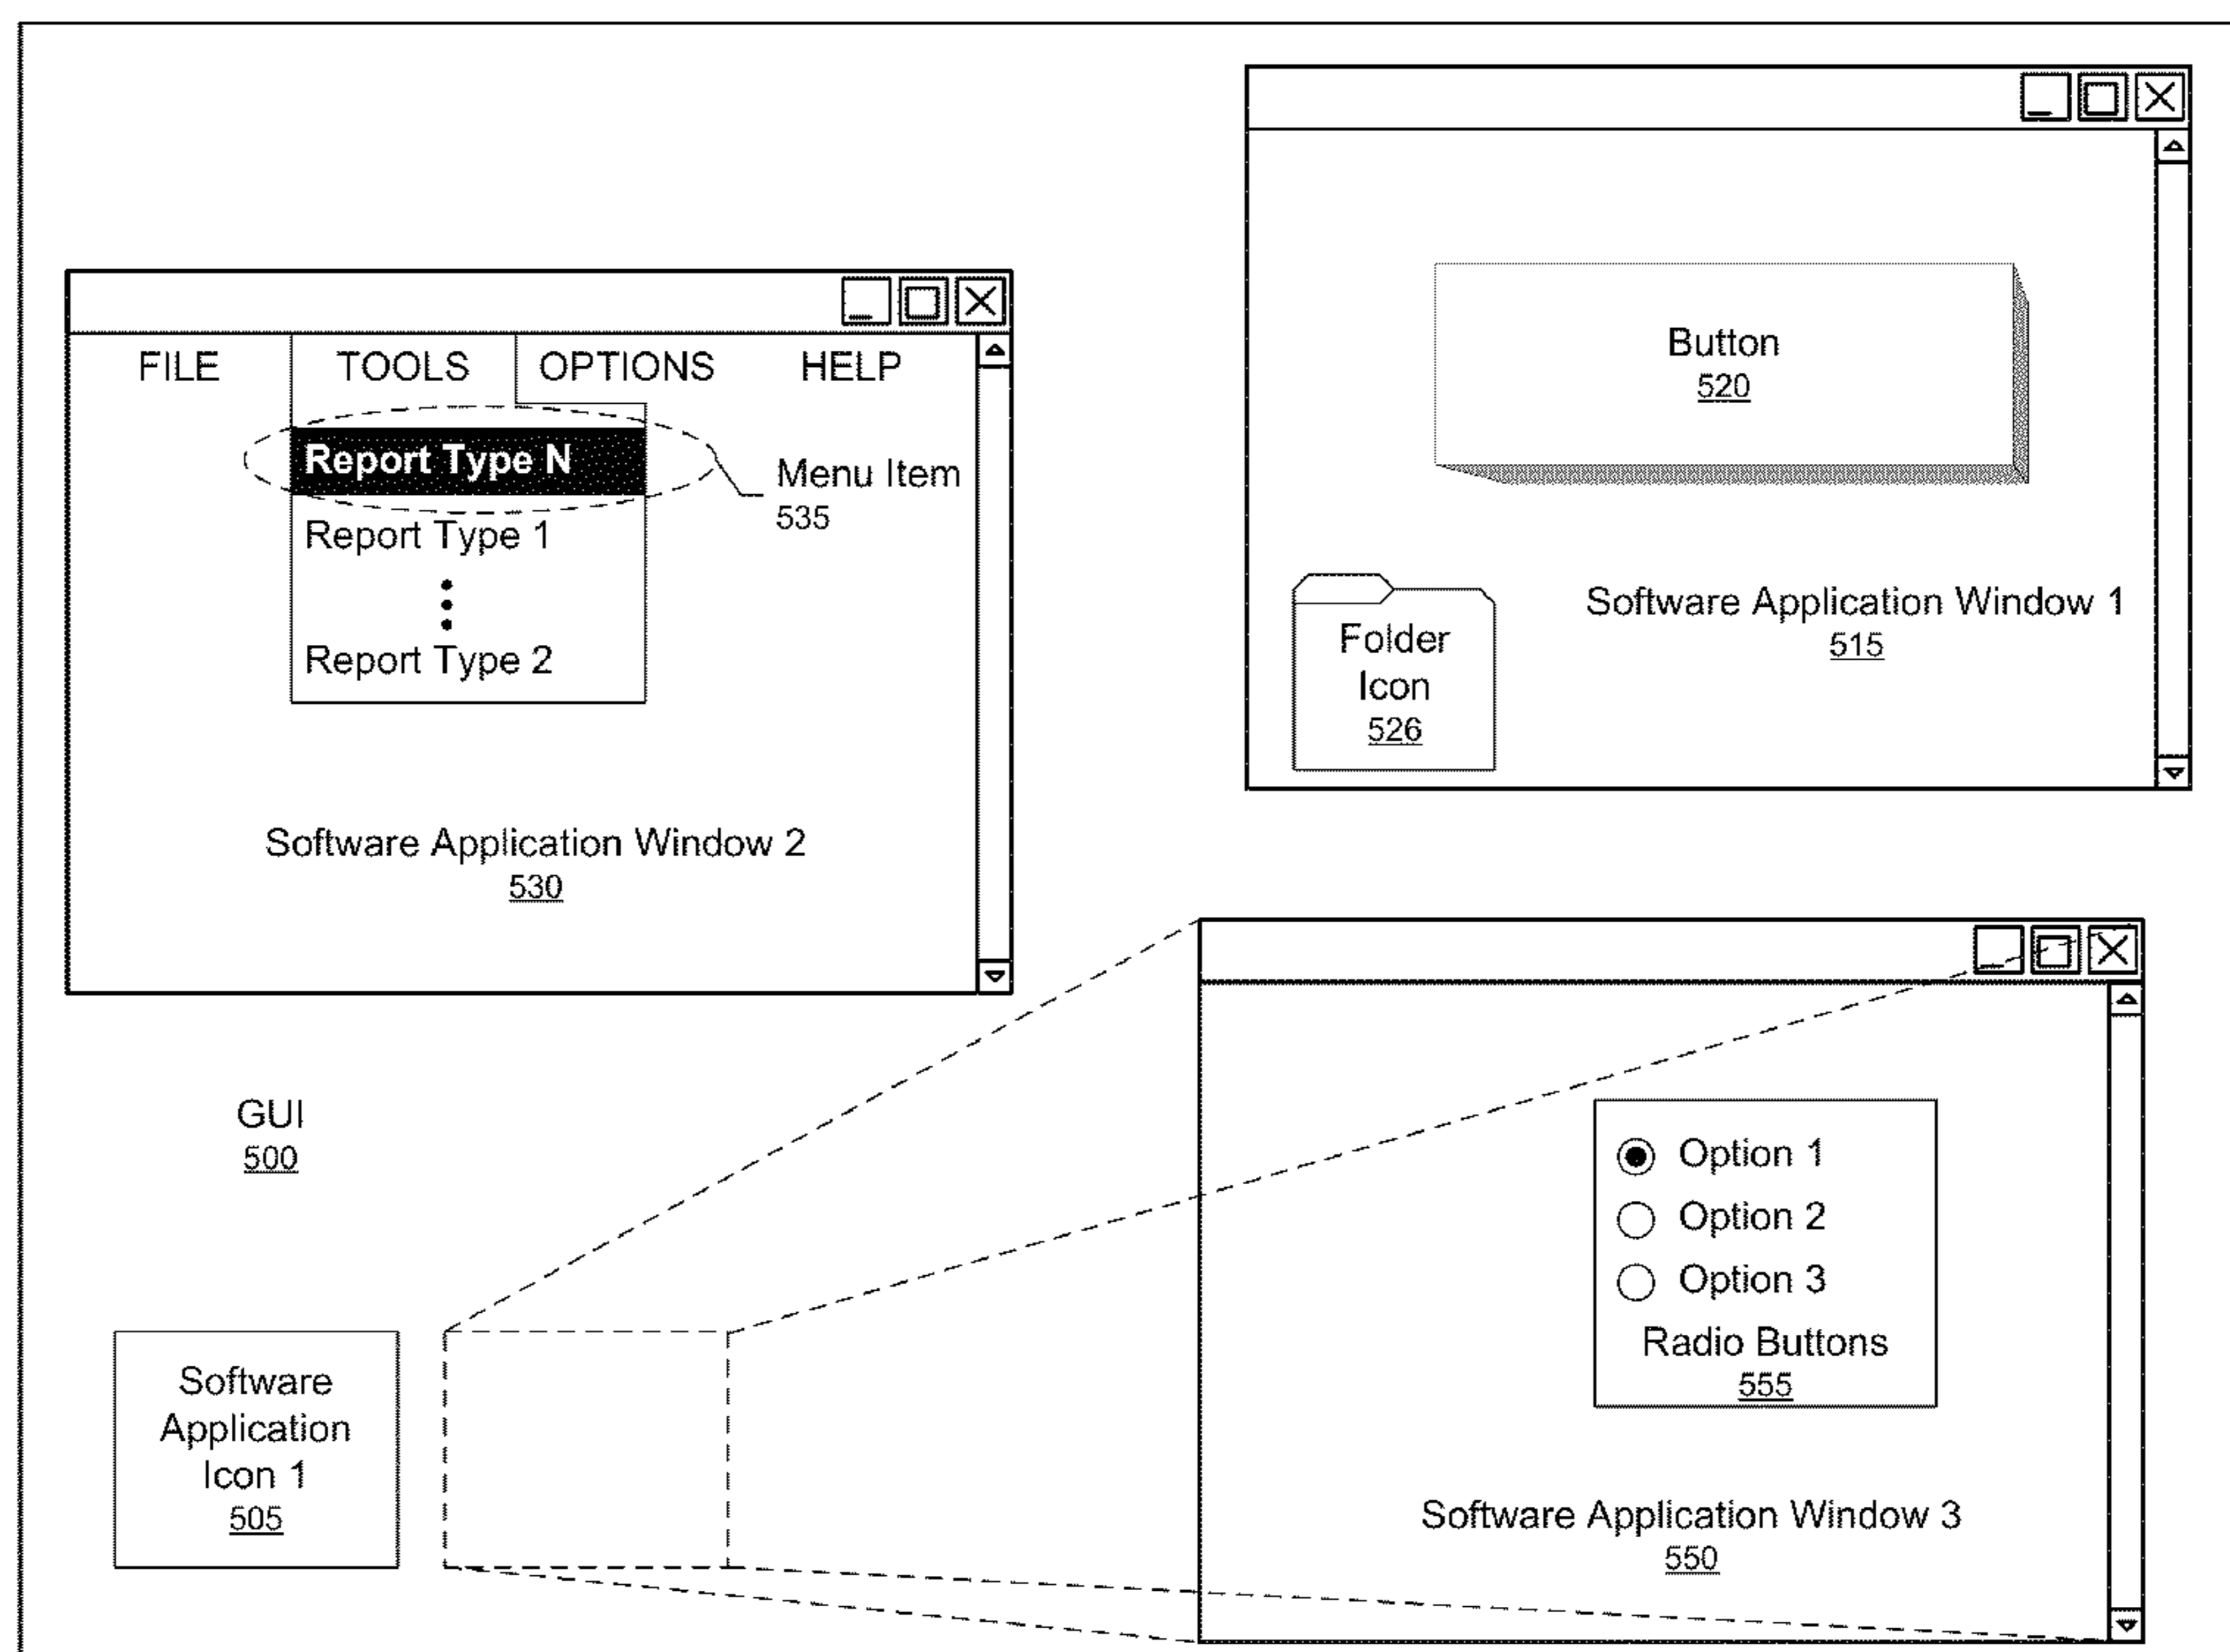 FILE TOOLS OPTIONS HELP
Report Type N
Menu Item
535
Report Type 1
Report Type 2
Software Application Window 2
530
Button
520
Folder
Icon
526
Software Application Window 1
515
GUI
500
Software
Application
Icon 1
505
Option 1
Option 2
Option 3
Radio Buttons
555
Software Application Window 3
550